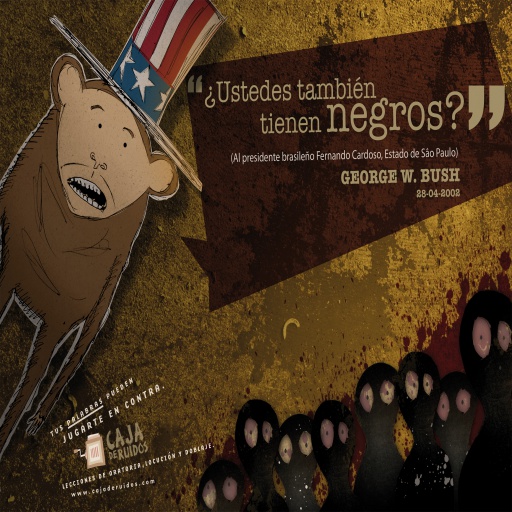 “¿Ustedes también
tienen negros?”
(Al presidente brasileño Fernando Cardoso, Estado de São Paulo)
GEORGE W. BUSH
28-04-2002
TUS PALABRAS PUEDEN
JUGARTE EN CONTRA.
CAJA
DE RUIDOS
LECCIONES DE ORATORIA, LOCUCIÓN Y DOBLAJE.
www.cajaderuidos.com